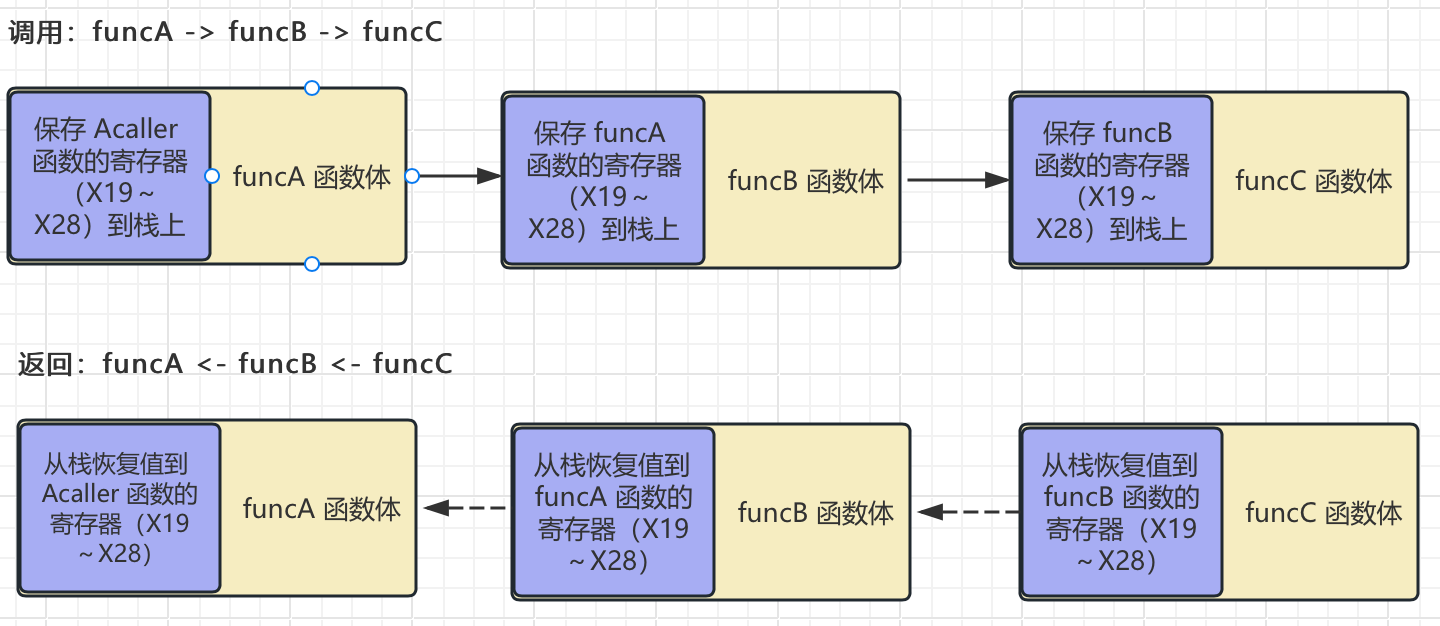 调用：funcA -> funcB -> funcC
保存 Acaller
函数的寄存器
（X19～
X28）到栈上
funcA 函数体
保存 funcA
函数的寄存器
（X19～
X28）到栈上
funcB 函数体
保存 funcB
函数的寄存器
（X19～
X28）到栈上
funcC 函数体
返回：funcA <- funcB <- funcC
从栈恢复值到
Acaller 函数的
寄存器（X19
～X28）
funcA 函数体
从栈恢复值到
funcA 函数的
寄存器（X19
～X28）
funcB 函数体
从栈恢复值到
funcB 函数的
寄存器（X19
～X28）
funcC 函数体